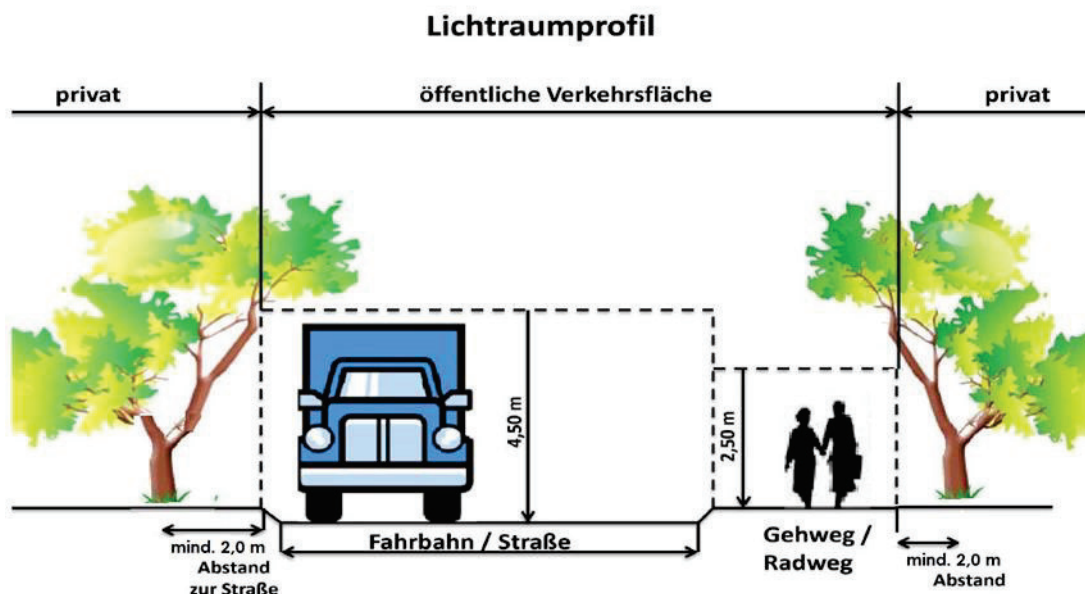 Lichtraumprofil
privat
öffentliche Verkehrsfläche
privat
4,50 m
2,50 m
mind. 2,0 m
Abstand
zur Straße
Fahrbahn / Straße
Gehweg /
Radweg
mind. 2,0 m
Abstand